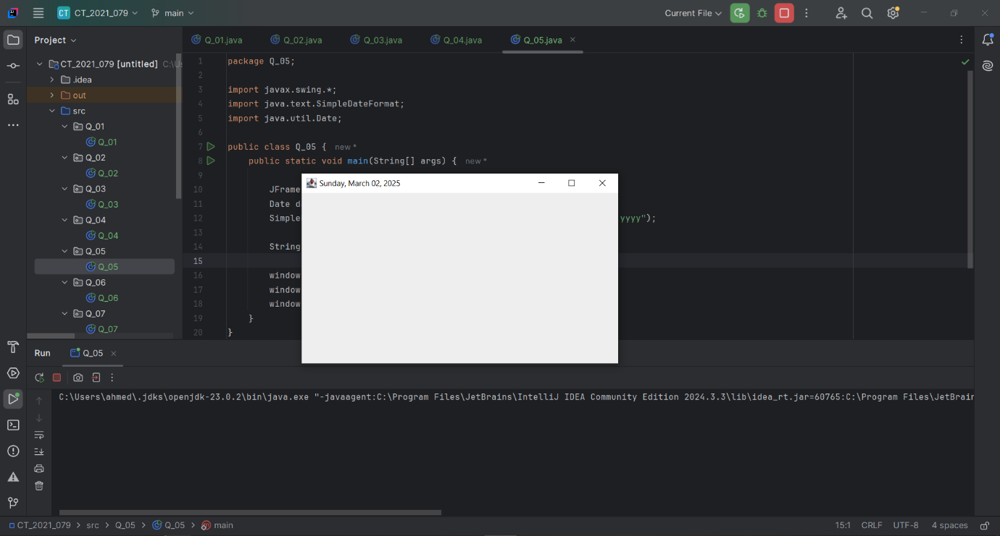 CT CT_2021_079 main Current File
Project
Q_01.java Q_02.java Q_03.java Q_04.java Q_05.java
CT_2021_079 [untitled] C:\Us
.idea
out
src
Q_01
Q_01
Q_02
Q_02
Q_03
Q_03
Q_04
Q_04
Q_05
Q_05
Q_06
Q_06
Q_07
Q_07
1 package Q_05;
2
3 import javax.swing.*;
4 import java.text.SimpleDateFormat;
5 import java.util.Date;
6
7 public class Q_05 { new *
8 public static void main(String[] args) { new *
9
10 JFrame
11 Date d
12 Simple yyyy");
13
14 String
15
16 window
17 window
18 window
19 }
20 }
Sunday, March 02, 2025
Run Q_05
C:\Users\ahmed\.jdks\openjdk-23.0.2\bin\java.exe "-javaagent:C:\Program Files\JetBrains\IntelliJ IDEA Community Edition 2024.3.3\lib\idea_rt.jar=60765:C:\Program Files\JetBrain
CT_2021_079 > src > Q_05 > Q_05 > main 15:1 CRLF UTF-8 4 spaces